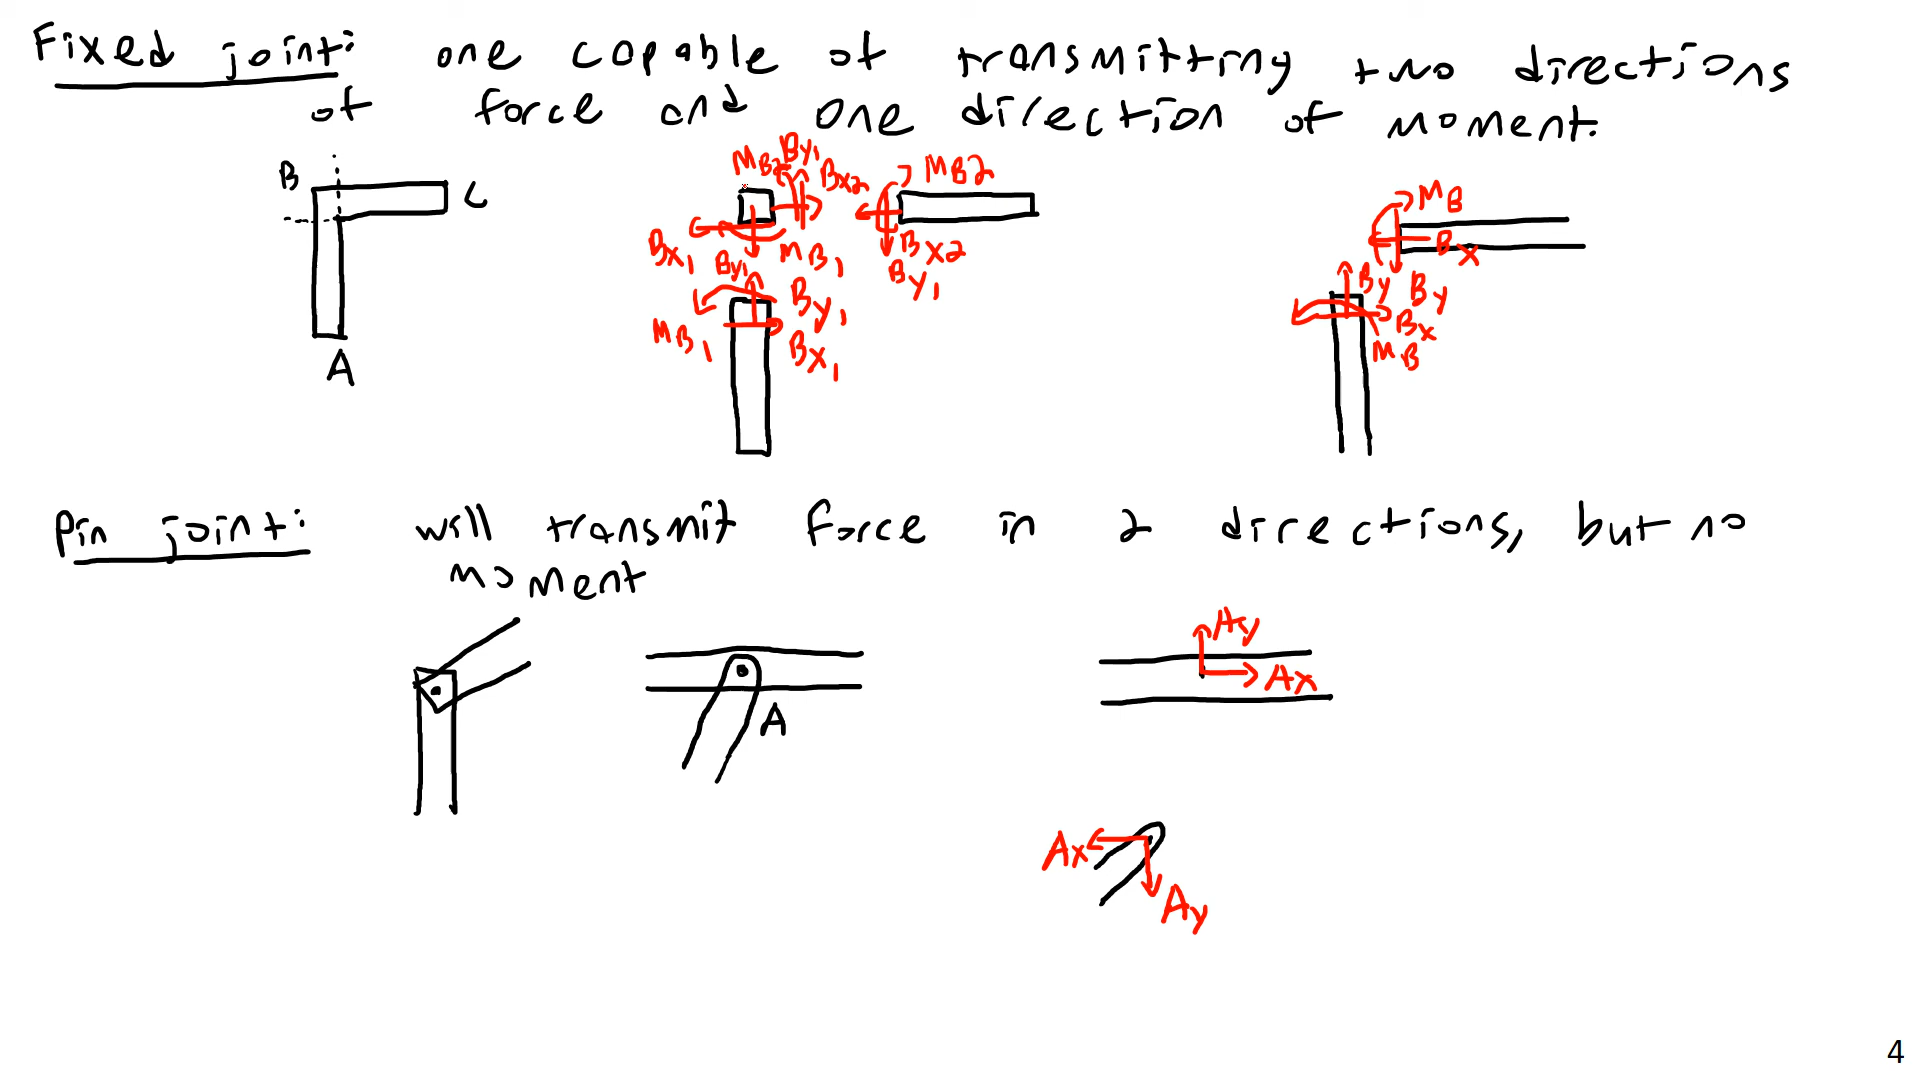 Fixed joint: one capable of transmitting two directions
of force and one direction of moment.
B
C
A
MB2 By1 Bx2
Bx1 By1 MB1
MB1 By1
Bx1
MB2
Bx2
By1
MB
Bx
By By
Bx
MB
Pin joint: will transmit force in 2 directions, but no
moment
A
Ay
Ax
Ax
Ay
4